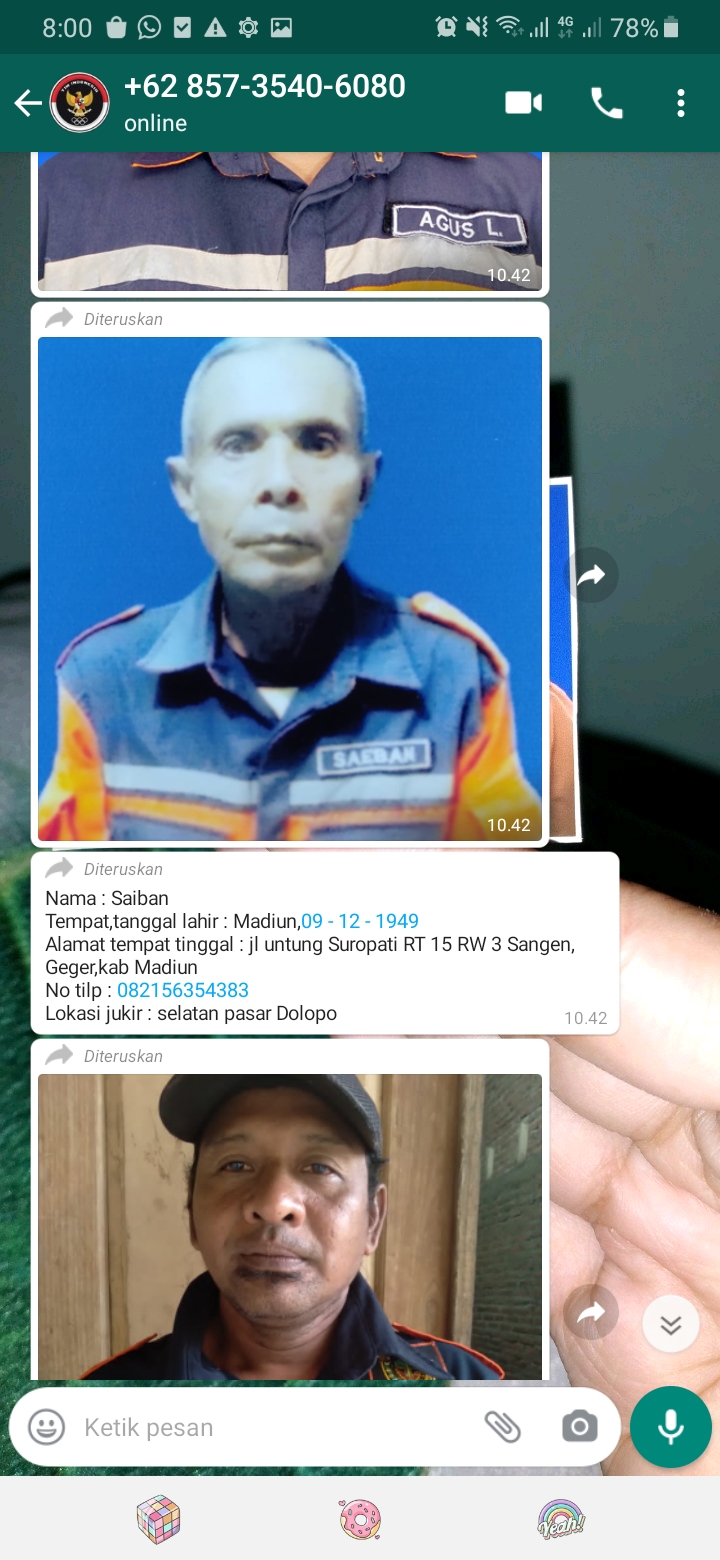 8:00
4G
78%
+62 857-3540-6080
online
AGUS L.
10.42
Diteruskan
SAEBAN
10.42
Diteruskan
Nama : Saiban
Tempat,tanggal lahir : Madiun,09 - 12 - 1949
Alamat tempat tinggal : jl untung Suropati RT 15 RW 3 Sangen,
Geger,kab Madiun
No tilp : 082156354383
Lokasi jukir : selatan pasar Dolopo
10.42
Diteruskan
Ketik pesan
Yeah!